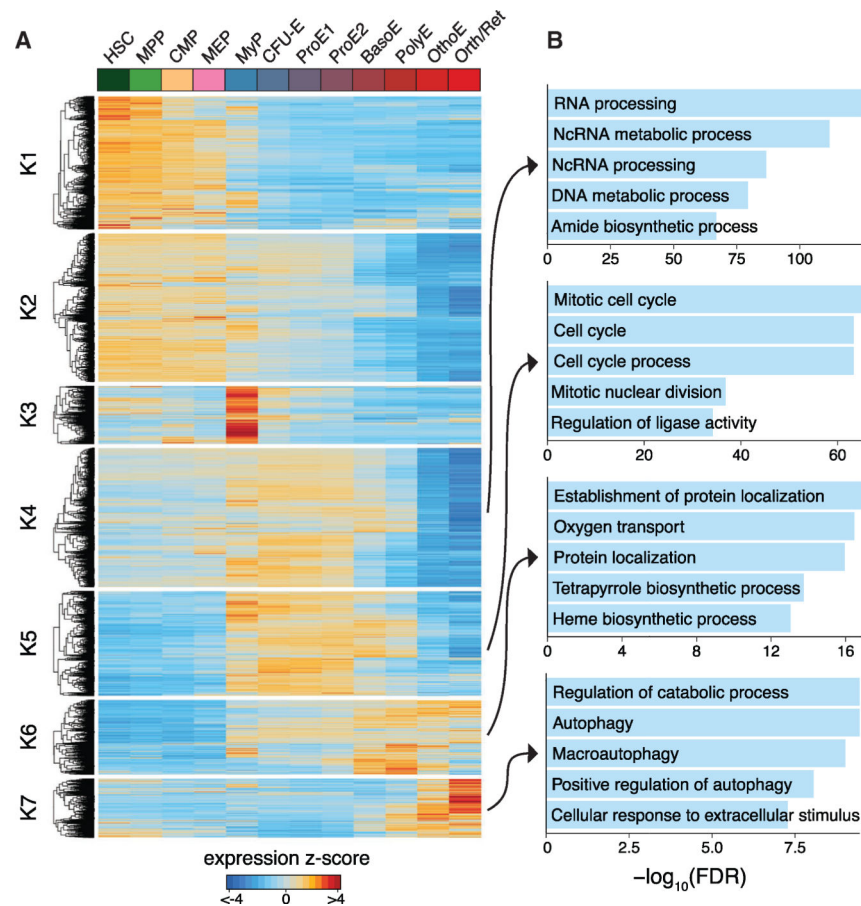 A
HSC MPP CMP MEP MyP CFU-E ProE1 ProE2 BasoE PolyE OthoE Orth/Ret
K1
K2
K3
K4
K5
K6
K7
expression z-score
<-4 0 >4
B
RNA processing
NcRNA metabolic process
NcRNA processing
DNA metabolic process
Amide biosynthetic process
0 25 50 75 100
Mitotic cell cycle
Cell cycle
Cell cycle process
Mitotic nuclear division
Regulation of ligase activity
0 20 40 60
Establishment of protein localization
Oxygen transport
Protein localization
Tetrapyrrole biosynthetic process
Heme biosynthetic process
0 4 8 12 16
Regulation of catabolic process
Autophagy
Macroautophagy
Positive regulation of autophagy
Cellular response to extracellular stimulus
0 2.5 5.0 7.5
−log10(FDR)